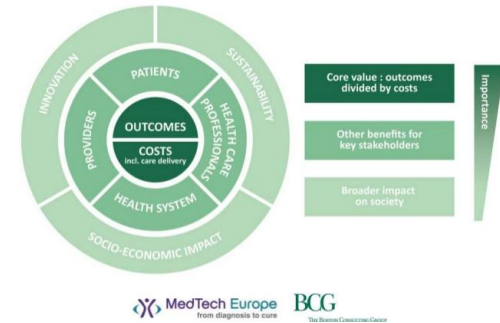 INNOVATION
SUSTAINABILITY
SOCIO-ECONOMIC IMPACT
PATIENTS
PROVIDERS
HEALTH CARE
PROFESSIONALS
HEALTH SYSTEM
OUTCOMES
COSTS
incl. care delivery
Core value : outcomes
divided by costs
Other benefits for
key stakeholders
Broader impact
on society
Importance
MedTech Europe
from diagnosis to cure
BCG
The Boston Consulting Group